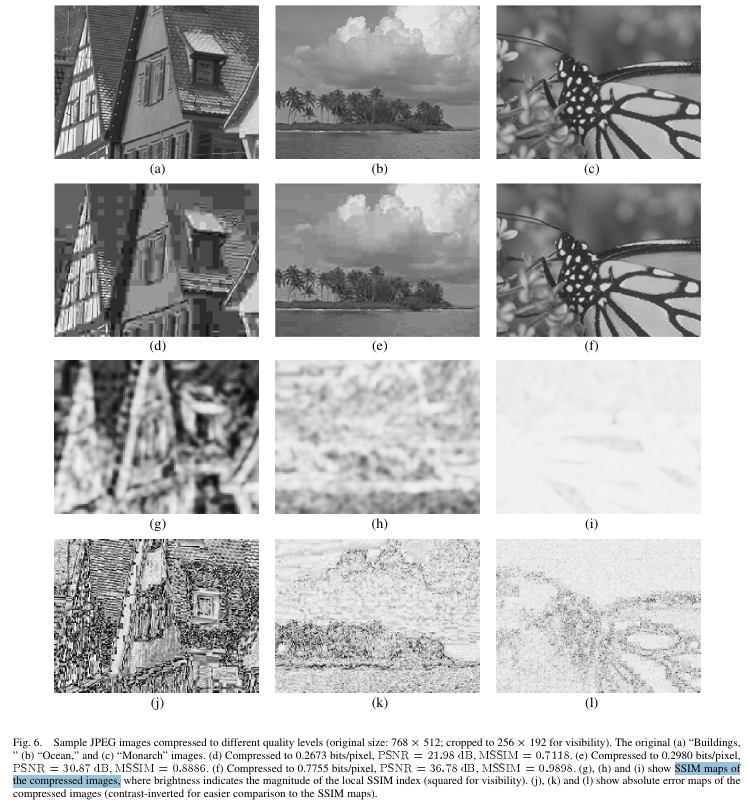 (a)
(b)
(c)
(d)
(e)
(f)
(g)
(h)
(i)
(j)
(k)
(l)
Fig. 6. Sample JPEG images compressed to different quality levels (original size: 768 × 512; cropped to 256 × 192 for visibility). The original (a) “Buildings,
” (b) “Ocean,” and (c) “Monarch” images. (d) Compressed to 0.2673 bits/pixel, PSNR = 21.98 dB, MSSIM = 0.7118. (e) Compressed to 0.2980 bits/pixel,
PSNR = 30.87 dB, MSSIM = 0.8886. (f) Compressed to 0.7755 bits/pixel, PSNR = 36.78 dB, MSSIM = 0.9898. (g), (h) and (i) show SSIM maps of
the compressed images, where brightness indicates the magnitude of the local SSIM index (squared for visibility). (j), (k) and (l) show absolute error maps of the
compressed images (contrast-inverted for easier comparison to the SSIM maps).